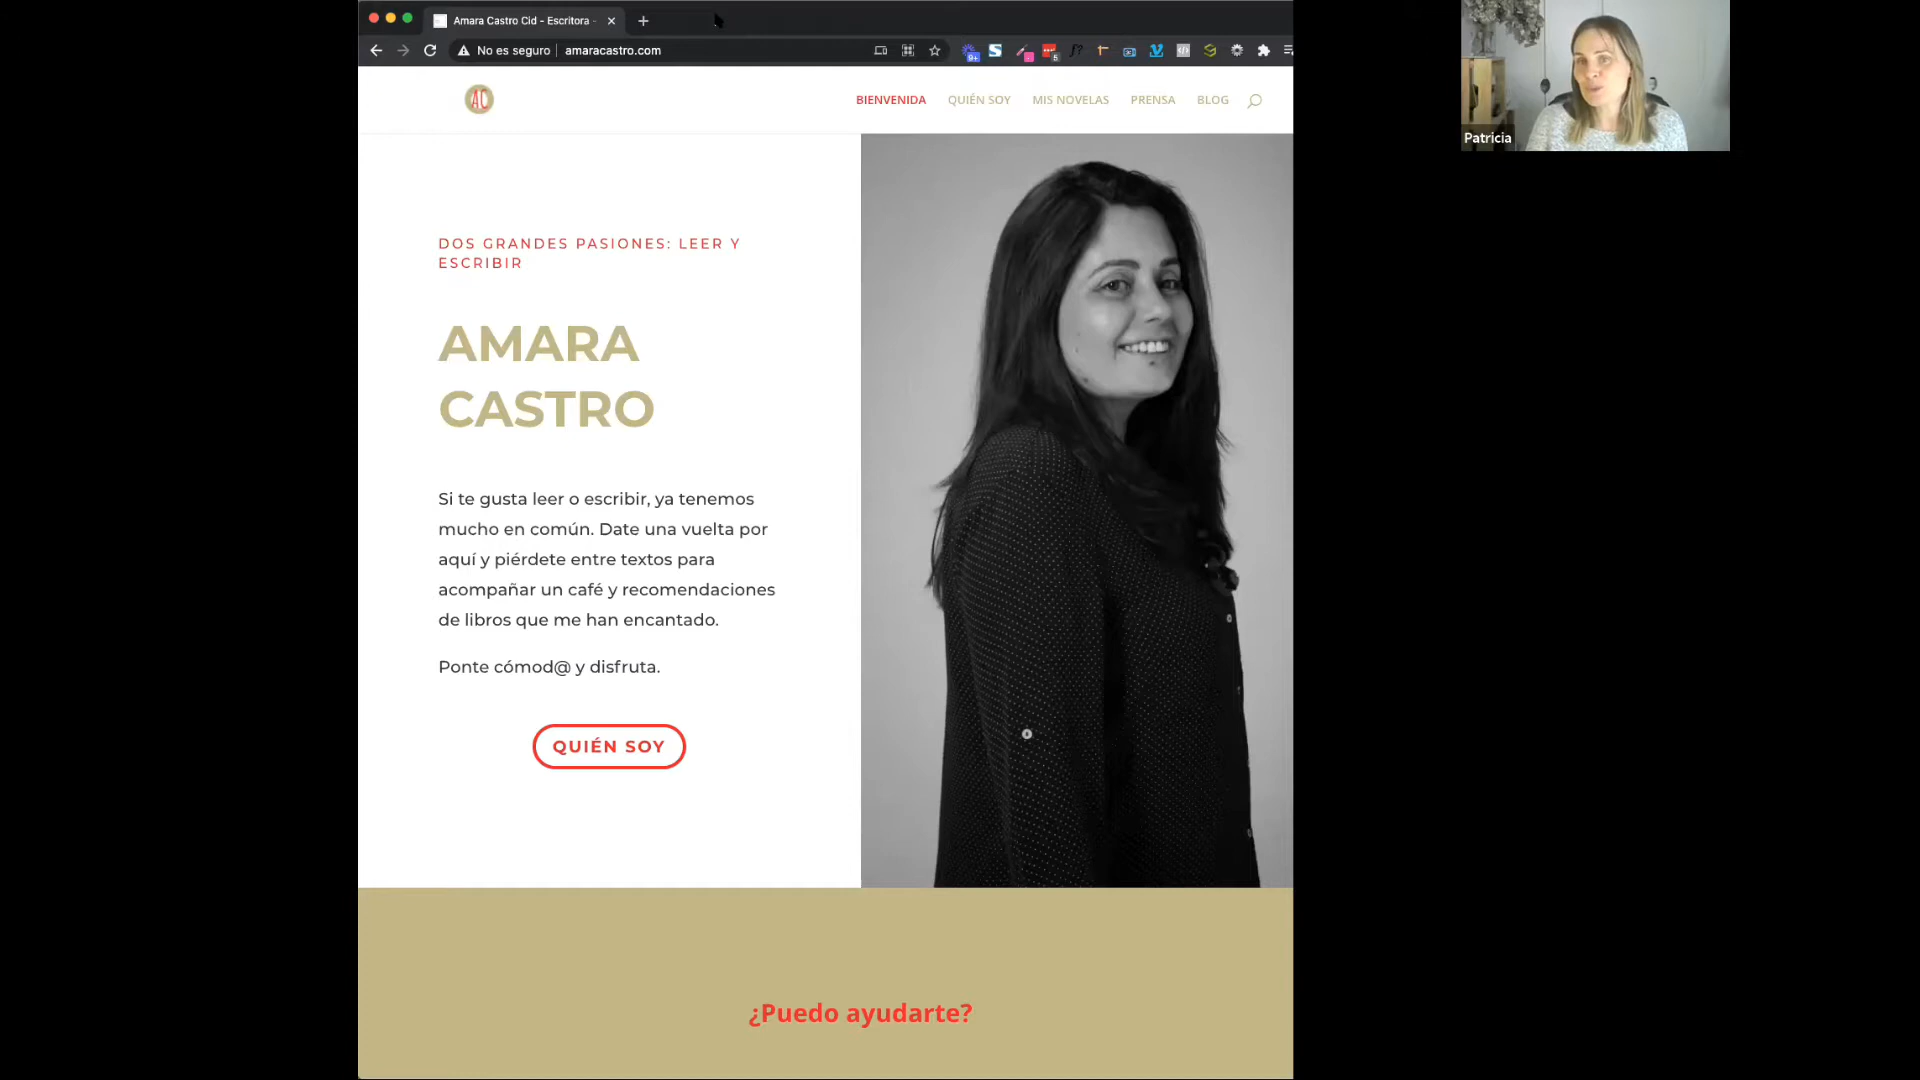 Amara Castro Cid - Escritora -
No es seguro amaracastro.com
9+
5
f?
AC
BIENVENIDA QUIÉN SOY MIS NOVELAS PRENSA BLOG
Patricia
DOS GRANDES PASIONES: LEER Y
ESCRIBIR
AMARA
CASTRO
Si te gusta leer o escribir, ya tenemos
mucho en común. Date una vuelta por
aquí y piérdete entre textos para
acompañar un café y recomendaciones
de libros que me han encantado.
Ponte cómod@ y disfruta.
QUIÉN SOY
¿Puedo ayudarte?